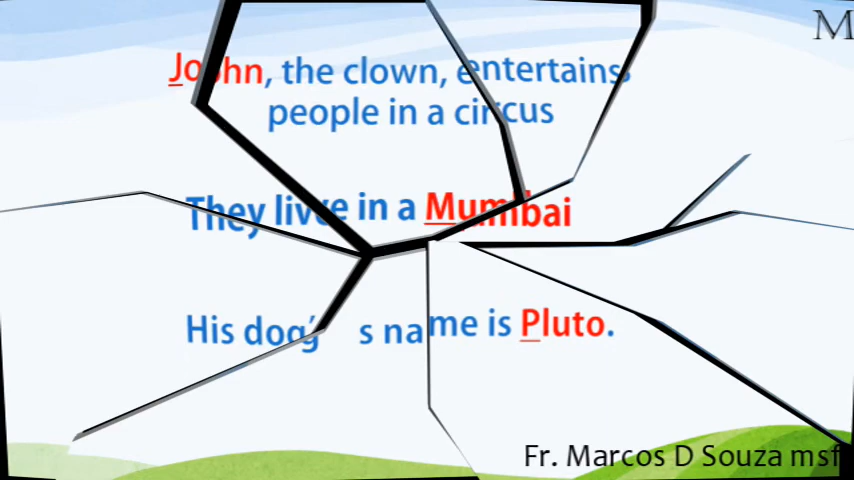 M
John, the clown, entertains
people in a circus
They live in a Mumbai
His dog's name is Pluto.
Fr. Marcos D Souza msf